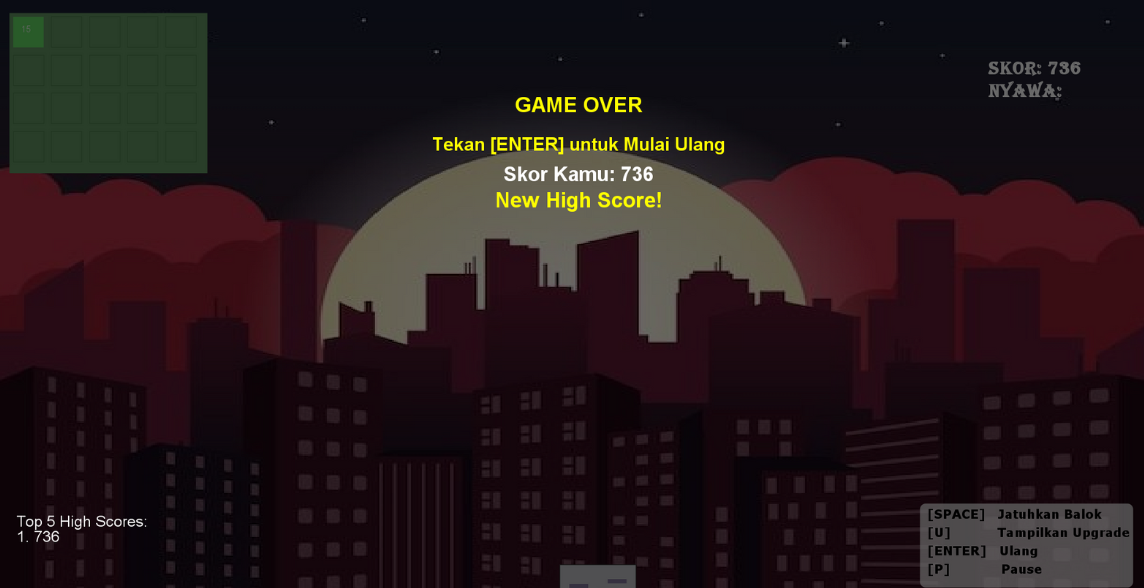 15
SKOR: 736
NYAWA:
GAME OVER
Tekan [ENTER] untuk Mulai Ulang
Skor Kamu: 736
New High Score!
Top 5 High Scores:
1. 736
[SPACE] Jatuhkan Balok
[U] Tampilkan Upgrade
[ENTER] Ulang
[P] Pause